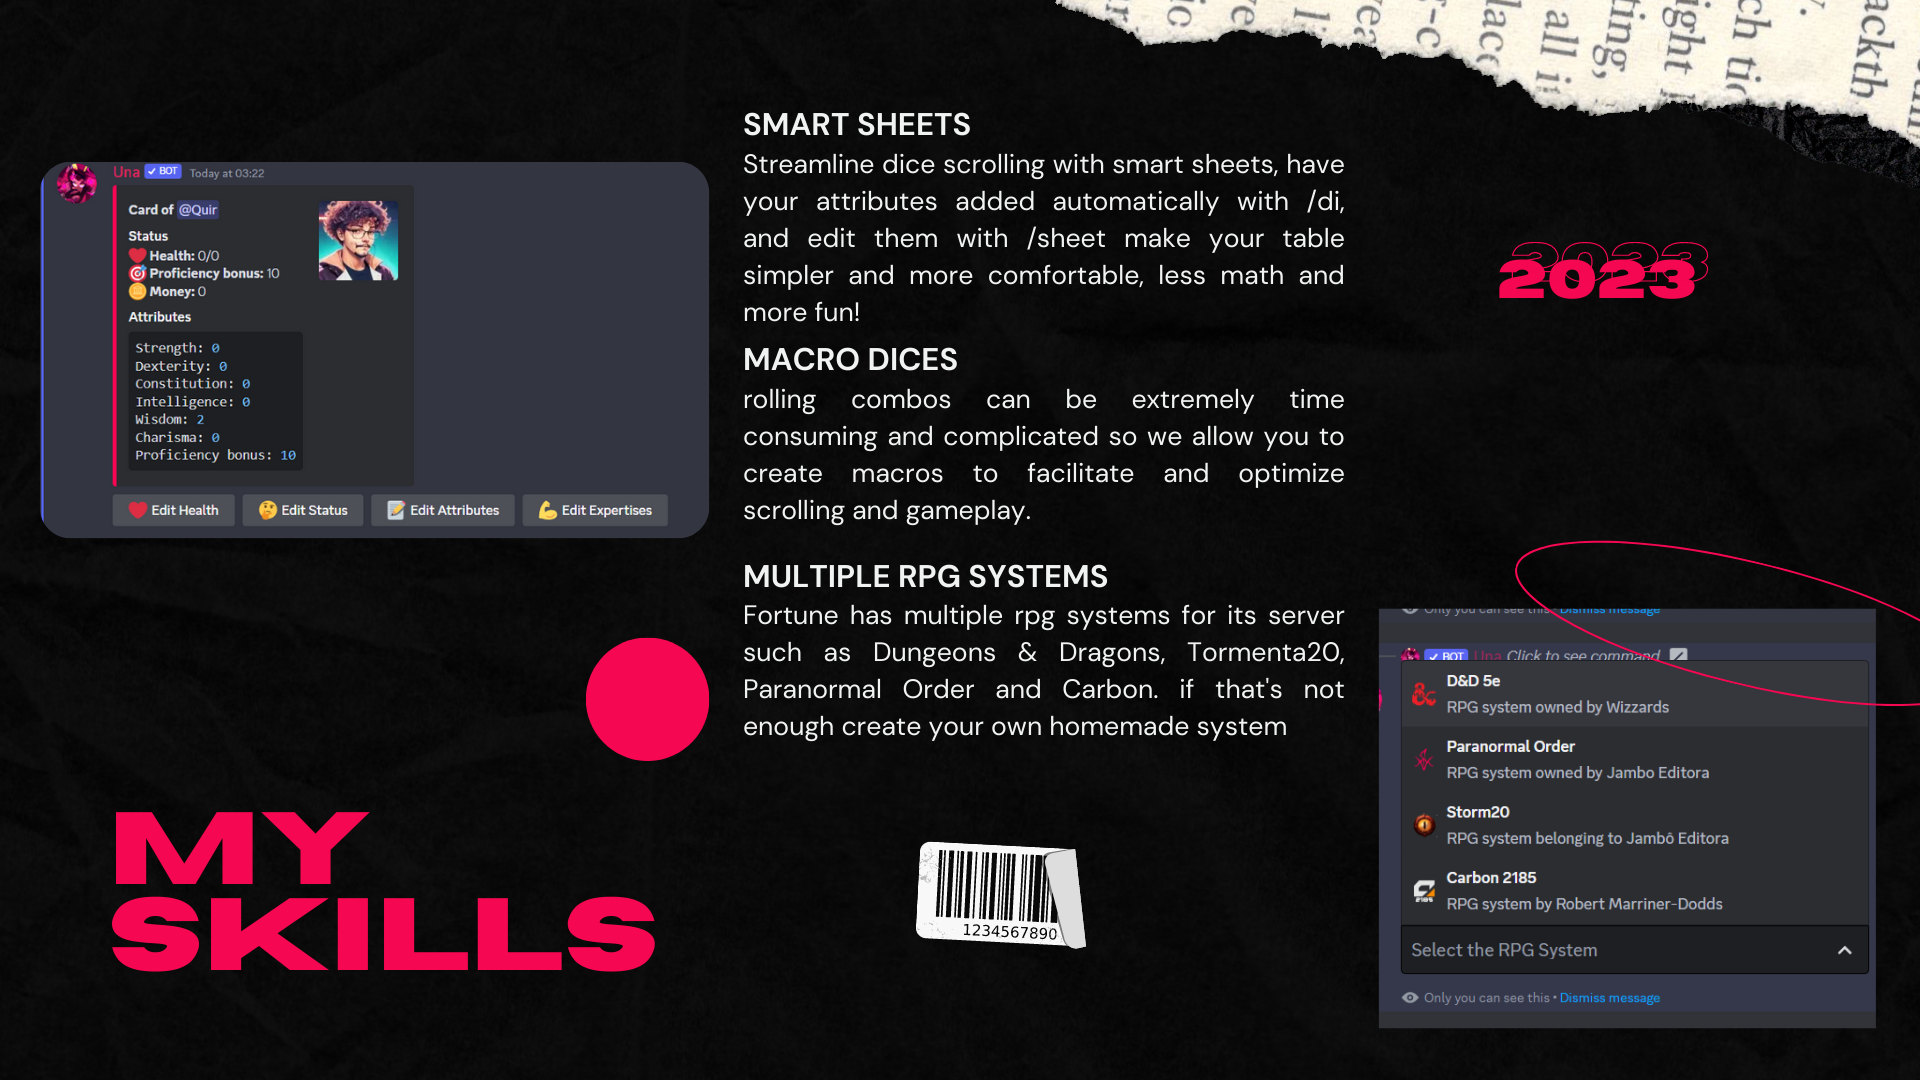 Una BOT Today at 03:22
Card of @Quir
Status
Health: 0/0
Proficiency bonus: 10
Money: 0
Attributes
Strength: 0
Dexterity: 0
Constitution: 0
Intelligence: 0
Wisdom: 2
Charisma: 0
Proficiency bonus: 10
Edit Health
Edit Status
Edit Attributes
Edit Expertises
SMART SHEETS
Streamline dice scrolling with smart sheets, have
your attributes added automatically with /di,
and edit them with /sheet make your table
simpler and more comfortable, less math and
more fun!
MACRO DICES
rolling combos can be extremely time
consuming and complicated so we allow you to
create macros to facilitate and optimize
scrolling and gameplay.
MULTIPLE RPG SYSTEMS
Fortune has multiple rpg systems for its server
such as Dungeons & Dragons, Tormenta20,
Paranormal Order and Carbon. if that's not
enough create your own homemade system
2023
2023
MY
SKILLS
1234567890
Only you can see this • Dismiss message
BOT Una Click to see command
D&D 5e
RPG system owned by Wizzards
Paranormal Order
RPG system owned by Jambo Editora
Storm20
RPG system belonging to Jambô Editora
Carbon 2185
RPG system by Robert Marriner-Dodds
Select the RPG System
Only you can see this • Dismiss message
all